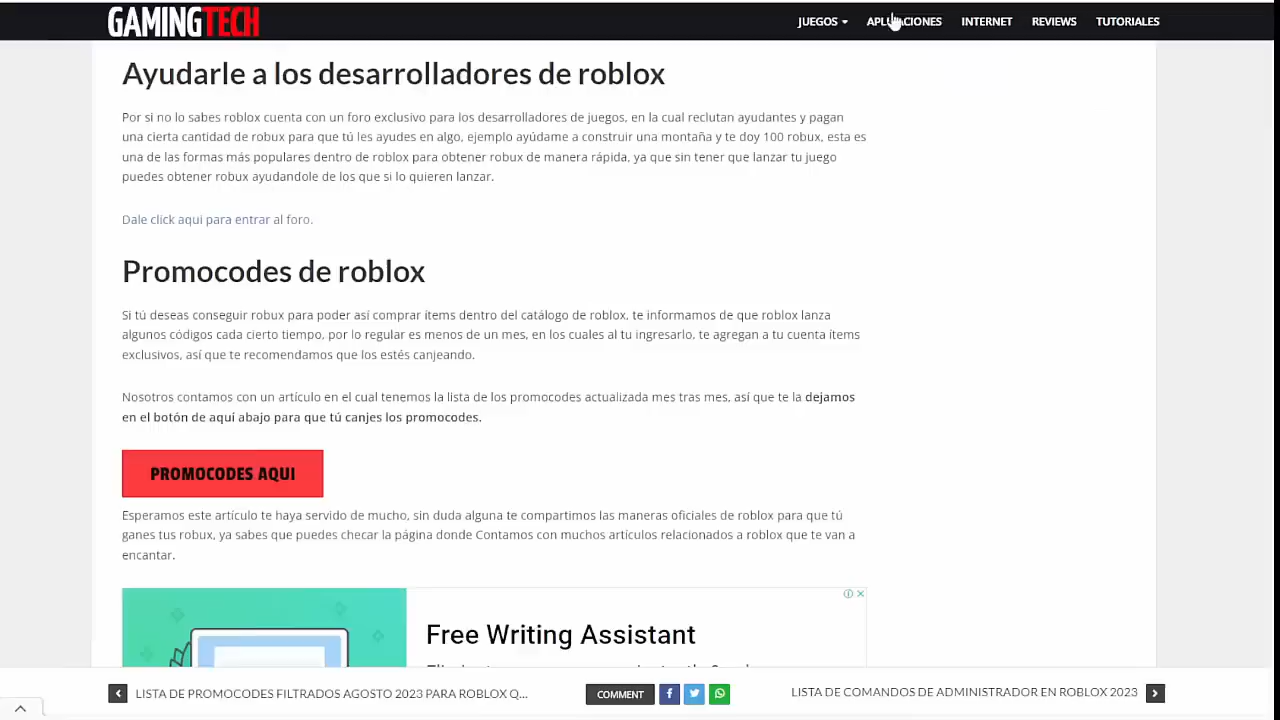 GAMINGTECH
JUEGOS APLICACIONES INTERNET REVIEWS TUTORIALES
Ayudarle a los desarrolladores de roblox
Por si no lo sabes roblox cuenta con un foro exclusivo para los desarrolladores de juegos, en la cual reclutan ayudantes y pagan
una cierta cantidad de robux para que tú les ayudes en algo, ejemplo ayúdame a construir una montaña y te doy 100 robux, esta es
una de las formas más populares dentro de roblox para obtener robux de manera rápida, ya que sin tener que lanzar tu juego
puedes obtener robux ayudandole de los que si lo quieren lanzar.
Dale click aqui para entrar al foro.
Promocodes de roblox
Si tú deseas conseguir robux para poder así comprar ítems dentro del catálogo de roblox, te informamos de que roblox lanza
algunos códigos cada cierto tiempo, por lo regular es menos de un mes, en los cuales al tu ingresarlo, te agregan a tu cuenta ítems
exclusivos, así que te recomendamos que los estés canjeando.
Nosotros contamos con un artículo en el cual tenemos la lista de los promocodes actualizada mes tras mes, así que te la dejamos
en el botón de aquí abajo para que tú canjes los promocodes.
PROMOCODES AQUI
Esperamos este artículo te haya servido de mucho, sin duda alguna te compartimos las maneras oficiales de roblox para que tú
ganes tus robux, ya sabes que puedes checar la página donde Contamos con muchos artículos relacionados a roblox que te van a
encantar.
Free Writing Assistant
LISTA DE PROMOCODES FILTRADOS AGOSTO 2023 PARA ROBLOX Q...
COMMENT
LISTA DE COMANDOS DE ADMINISTRADOR EN ROBLOX 2023